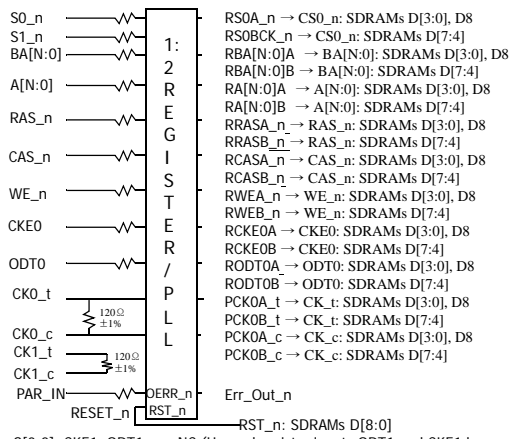 S0_n
S1_n
BA[N:0]
A[N:0]
RAS_n
CAS_n
WE_n
CKE0
ODT0
CK0_t
120Ω
±1%
CK0_c
CK1_t
120Ω
±1%
CK1_c
PAR_IN
RESET_n
1:
2
R
E
G
I
S
T
E
R
/
P
L
L
OERR_n
RST_n
RS0A_n → CS0_n: SDRAMs D[3:0], D8
RS0BCK_n → CS0_n: SDRAMs D[7:4]
RBA[N:0]A → BA[N:0]: SDRAMs D[3:0], D8
RBA[N:0]B → BA[N:0]: SDRAMs D[7:4]
RA[N:0]A → A[N:0]: SDRAMs D[3:0], D8
RA[N:0]B → A[N:0]: SDRAMs D[7:4]
RRASA_n → RAS_n: SDRAMs D[3:0], D8
RRASB_n → RAS_n: SDRAMs D[7:4]
RCASA_n → CAS_n: SDRAMs D[3:0], D8
RCASB_n → CAS_n: SDRAMs D[7:4]
RWEA_n → WE_n: SDRAMs D[3:0], D8
RWEB_n → WE_n: SDRAMs D[7:4]
RCKE0A → CKE0: SDRAMs D[3:0], D8
RCKE0B → CKE0: SDRAMs D[7:4]
RODT0A → ODT0: SDRAMs D[3:0], D8
RODT0B → ODT0: SDRAMs D[7:4]
PCK0A_t → CK_t: SDRAMs D[3:0], D8
PCK0B_t → CK_t: SDRAMs D[7:4]
PCK0A_c → CK_c: SDRAMs D[3:0], D8
PCK0B_c → CK_c: SDRAMs D[7:4]
Err_Out_n
RST_n: SDRAMs D[8:0]